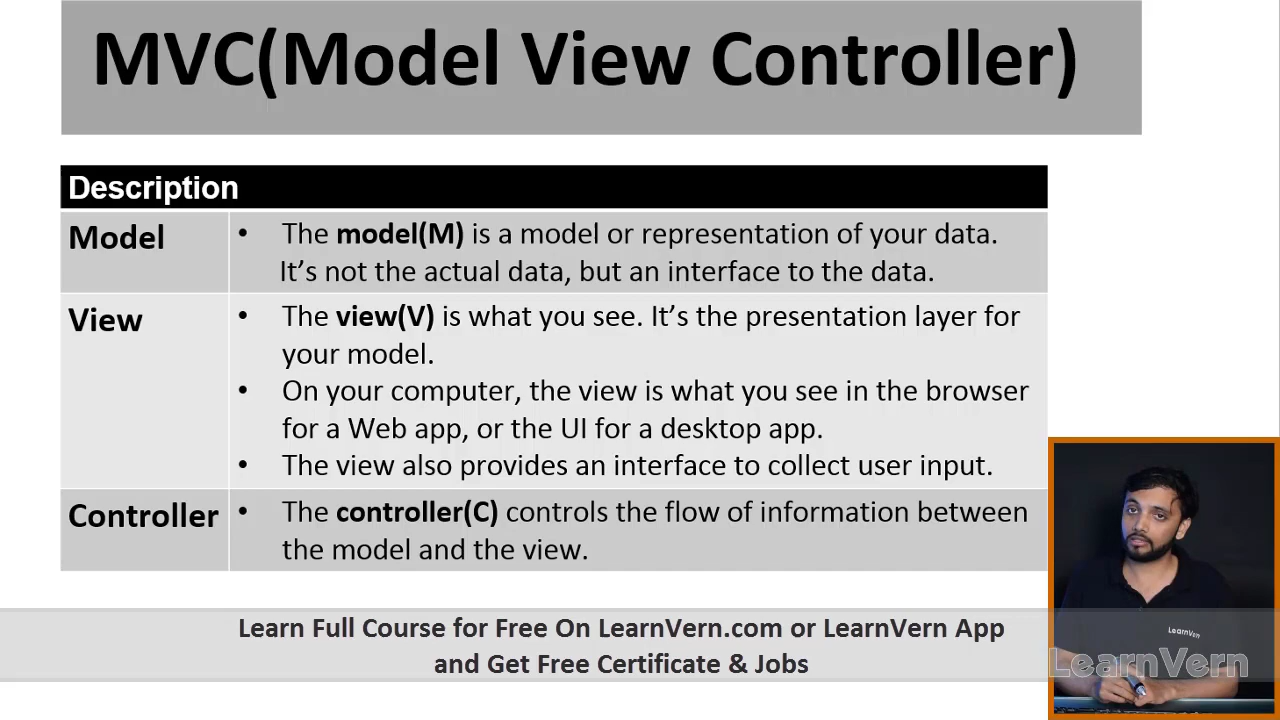 MVC(Model View Controller)
Description
Model
• The model(M) is a model or representation of your data.
It’s not the actual data, but an interface to the data.
View
• The view(V) is what you see. It’s the presentation layer for
your model.
• On your computer, the view is what you see in the browser
for a Web app, or the UI for a desktop app.
• The view also provides an interface to collect user input.
Controller
• The controller(C) controls the flow of information between
the model and the view.
Learn Full Course for Free On LearnVern.com or LearnVern App
and Get Free Certificate & Jobs
LearnVern
LearnVern